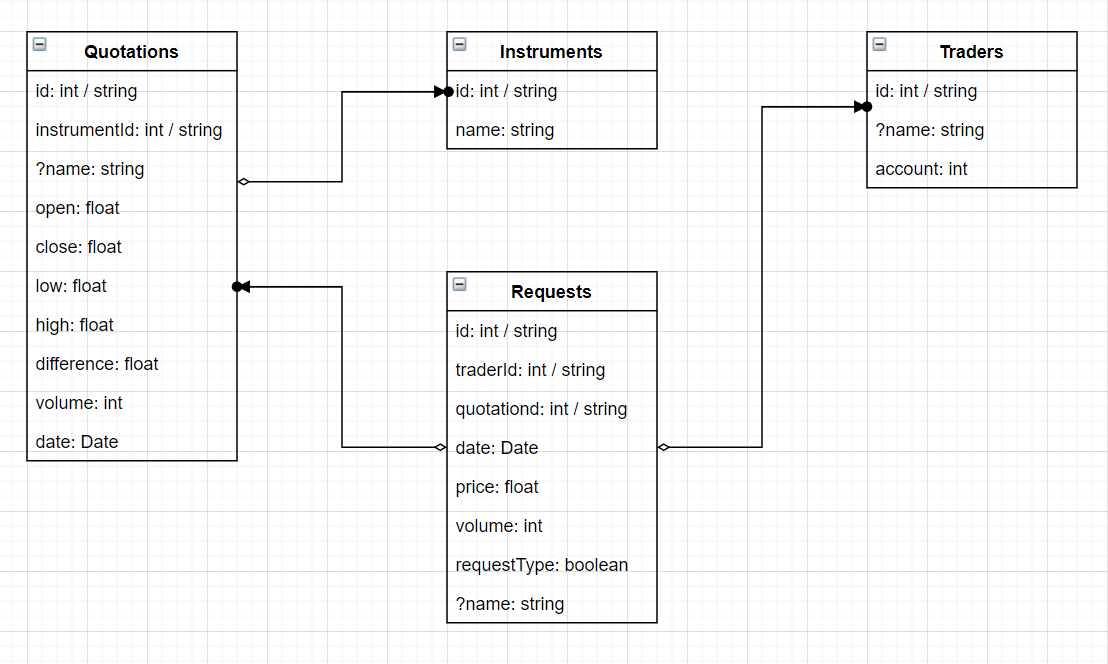 Quotations
id: int / string
instrumentId: int / string
?name: string
open: float
close: float
low: float
high: float
difference: float
volume: int
date: Date
Instruments
id: int / string
name: string
Traders
id: int / string
?name: string
account: int
Requests
id: int / string
traderId: int / string
quotationd: int / string
date: Date
price: float
volume: int
requestType: boolean
?name: string